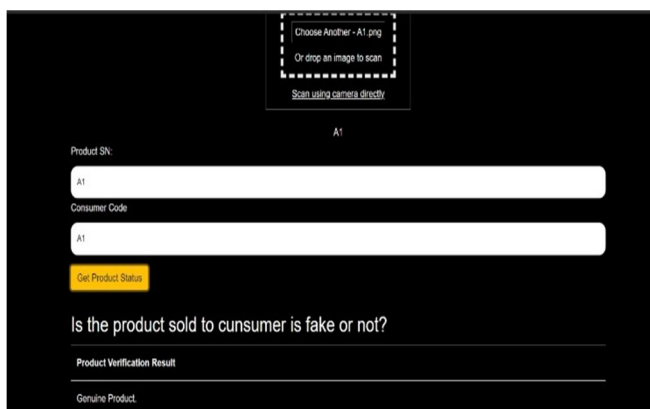 Choose Another - A1.png
Or drop an image to scan
Scan using camera directly
A1
Product SN:
A1
Consumer Code
A1
Get Product Status
Is the product sold to cunsumer is fake or not?
Product Verification Result
Genuine Product.